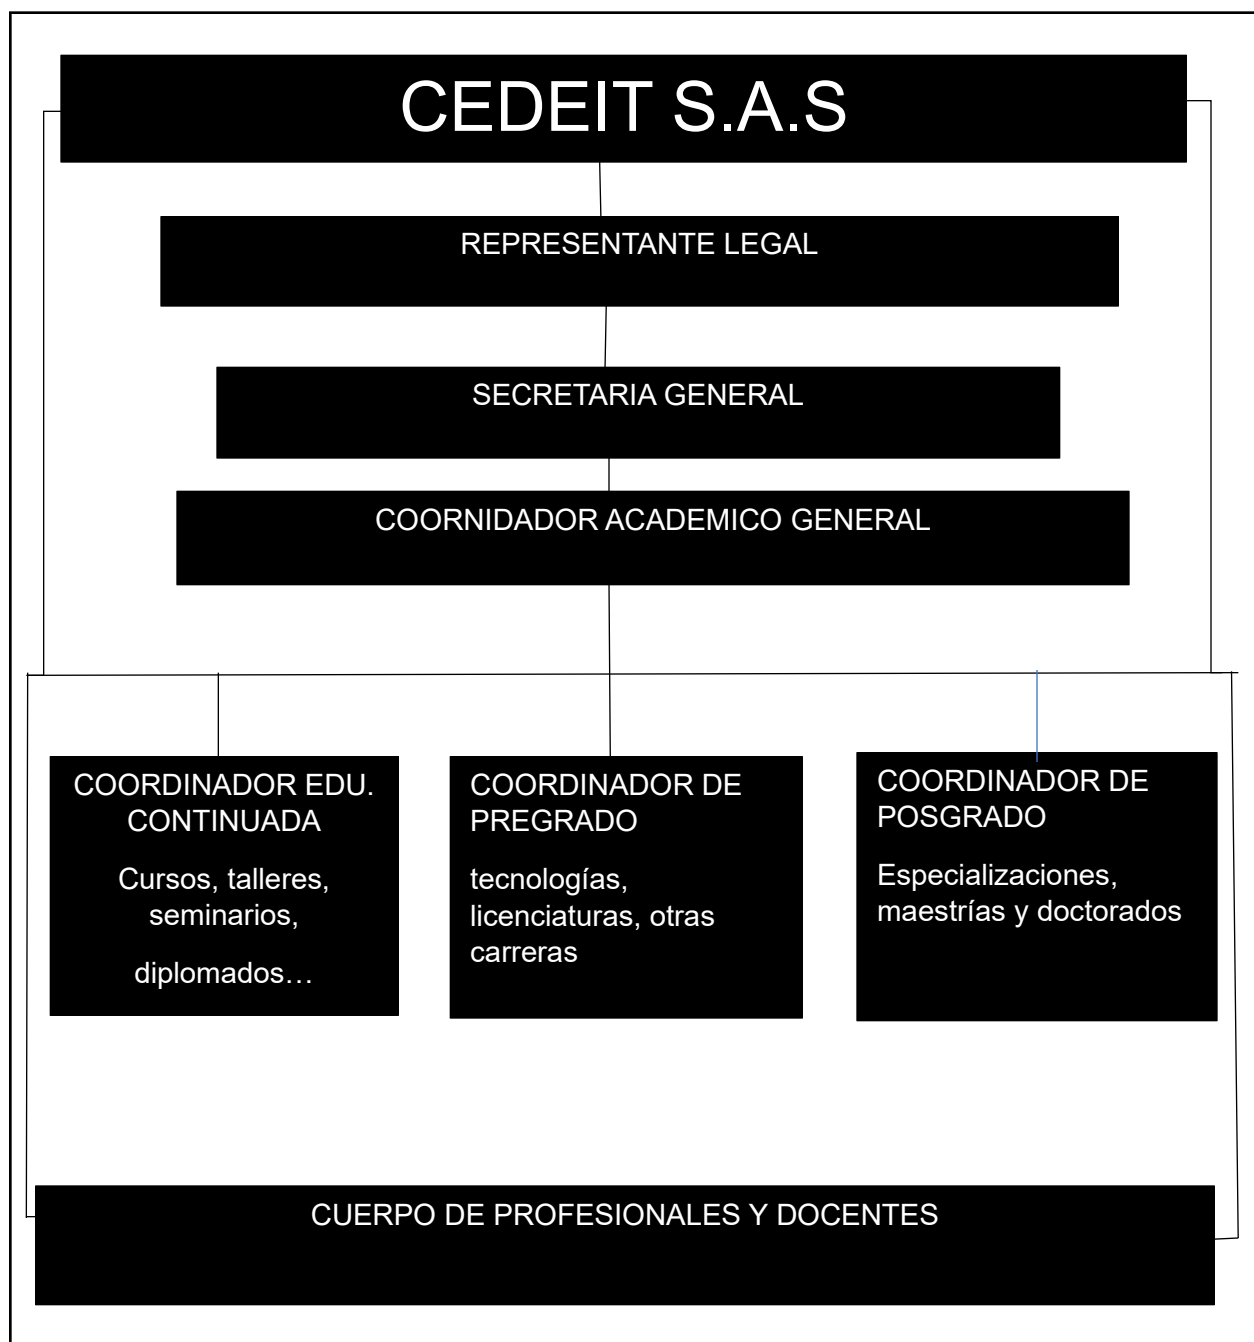 CEDEIT S.A.S
REPRESENTANTE LEGAL
SECRETARIA GENERAL
COORNIDADOR ACADEMICO GENERAL
COORDINADOR EDU.
CONTINUADA
Cursos, talleres,
seminarios,
diplomados…
COORDINADOR DE
PREGRADO
tecnologías,
licenciaturas, otras
carreras
COORDINADOR DE
POSGRADO
Especializaciones,
maestrías y doctorados
CUERPO DE PROFESIONALES Y DOCENTES